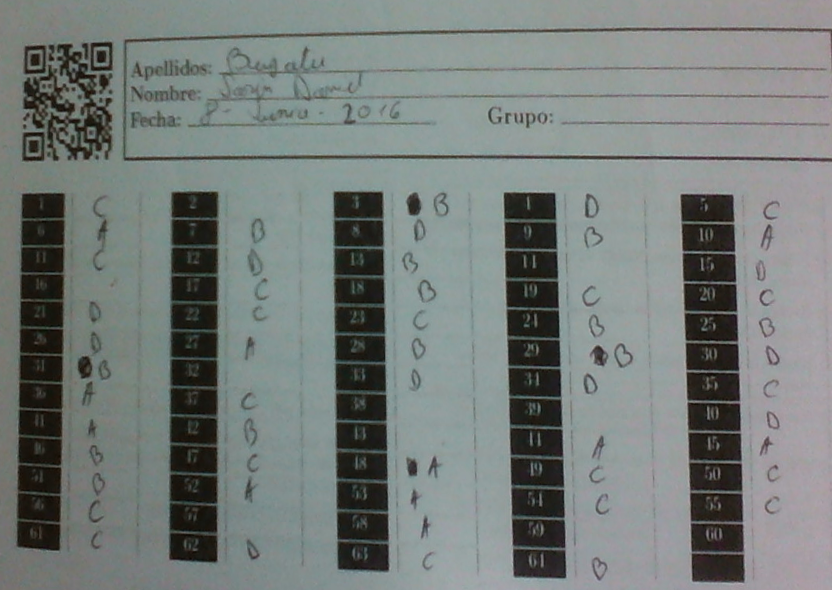 Apellidos:
Nombre: Daniel
Fecha: 8 - Junio - 2016 Grupo:
1 C 2 3 B 4 D 5 C
6 A 7 B 8 D 9 B 10 A
11 C 12 D 13 B 14 15 D
16 17 C 18 B 19 C 20 C
21 D 22 C 23 C 24 B 25 B
26 D 27 A 28 B 29 B 30 D
31 B 32 33 D 34 D 35 C
36 A 37 C 38 39 40 D
41 A 42 B 43 44 A 45 A
46 B 47 C 48 A 49 C 50 C
51 B 52 A 53 A 54 C 55 C
56 C 57 58 A 59 60
61 C 62 D 63 C 64 B